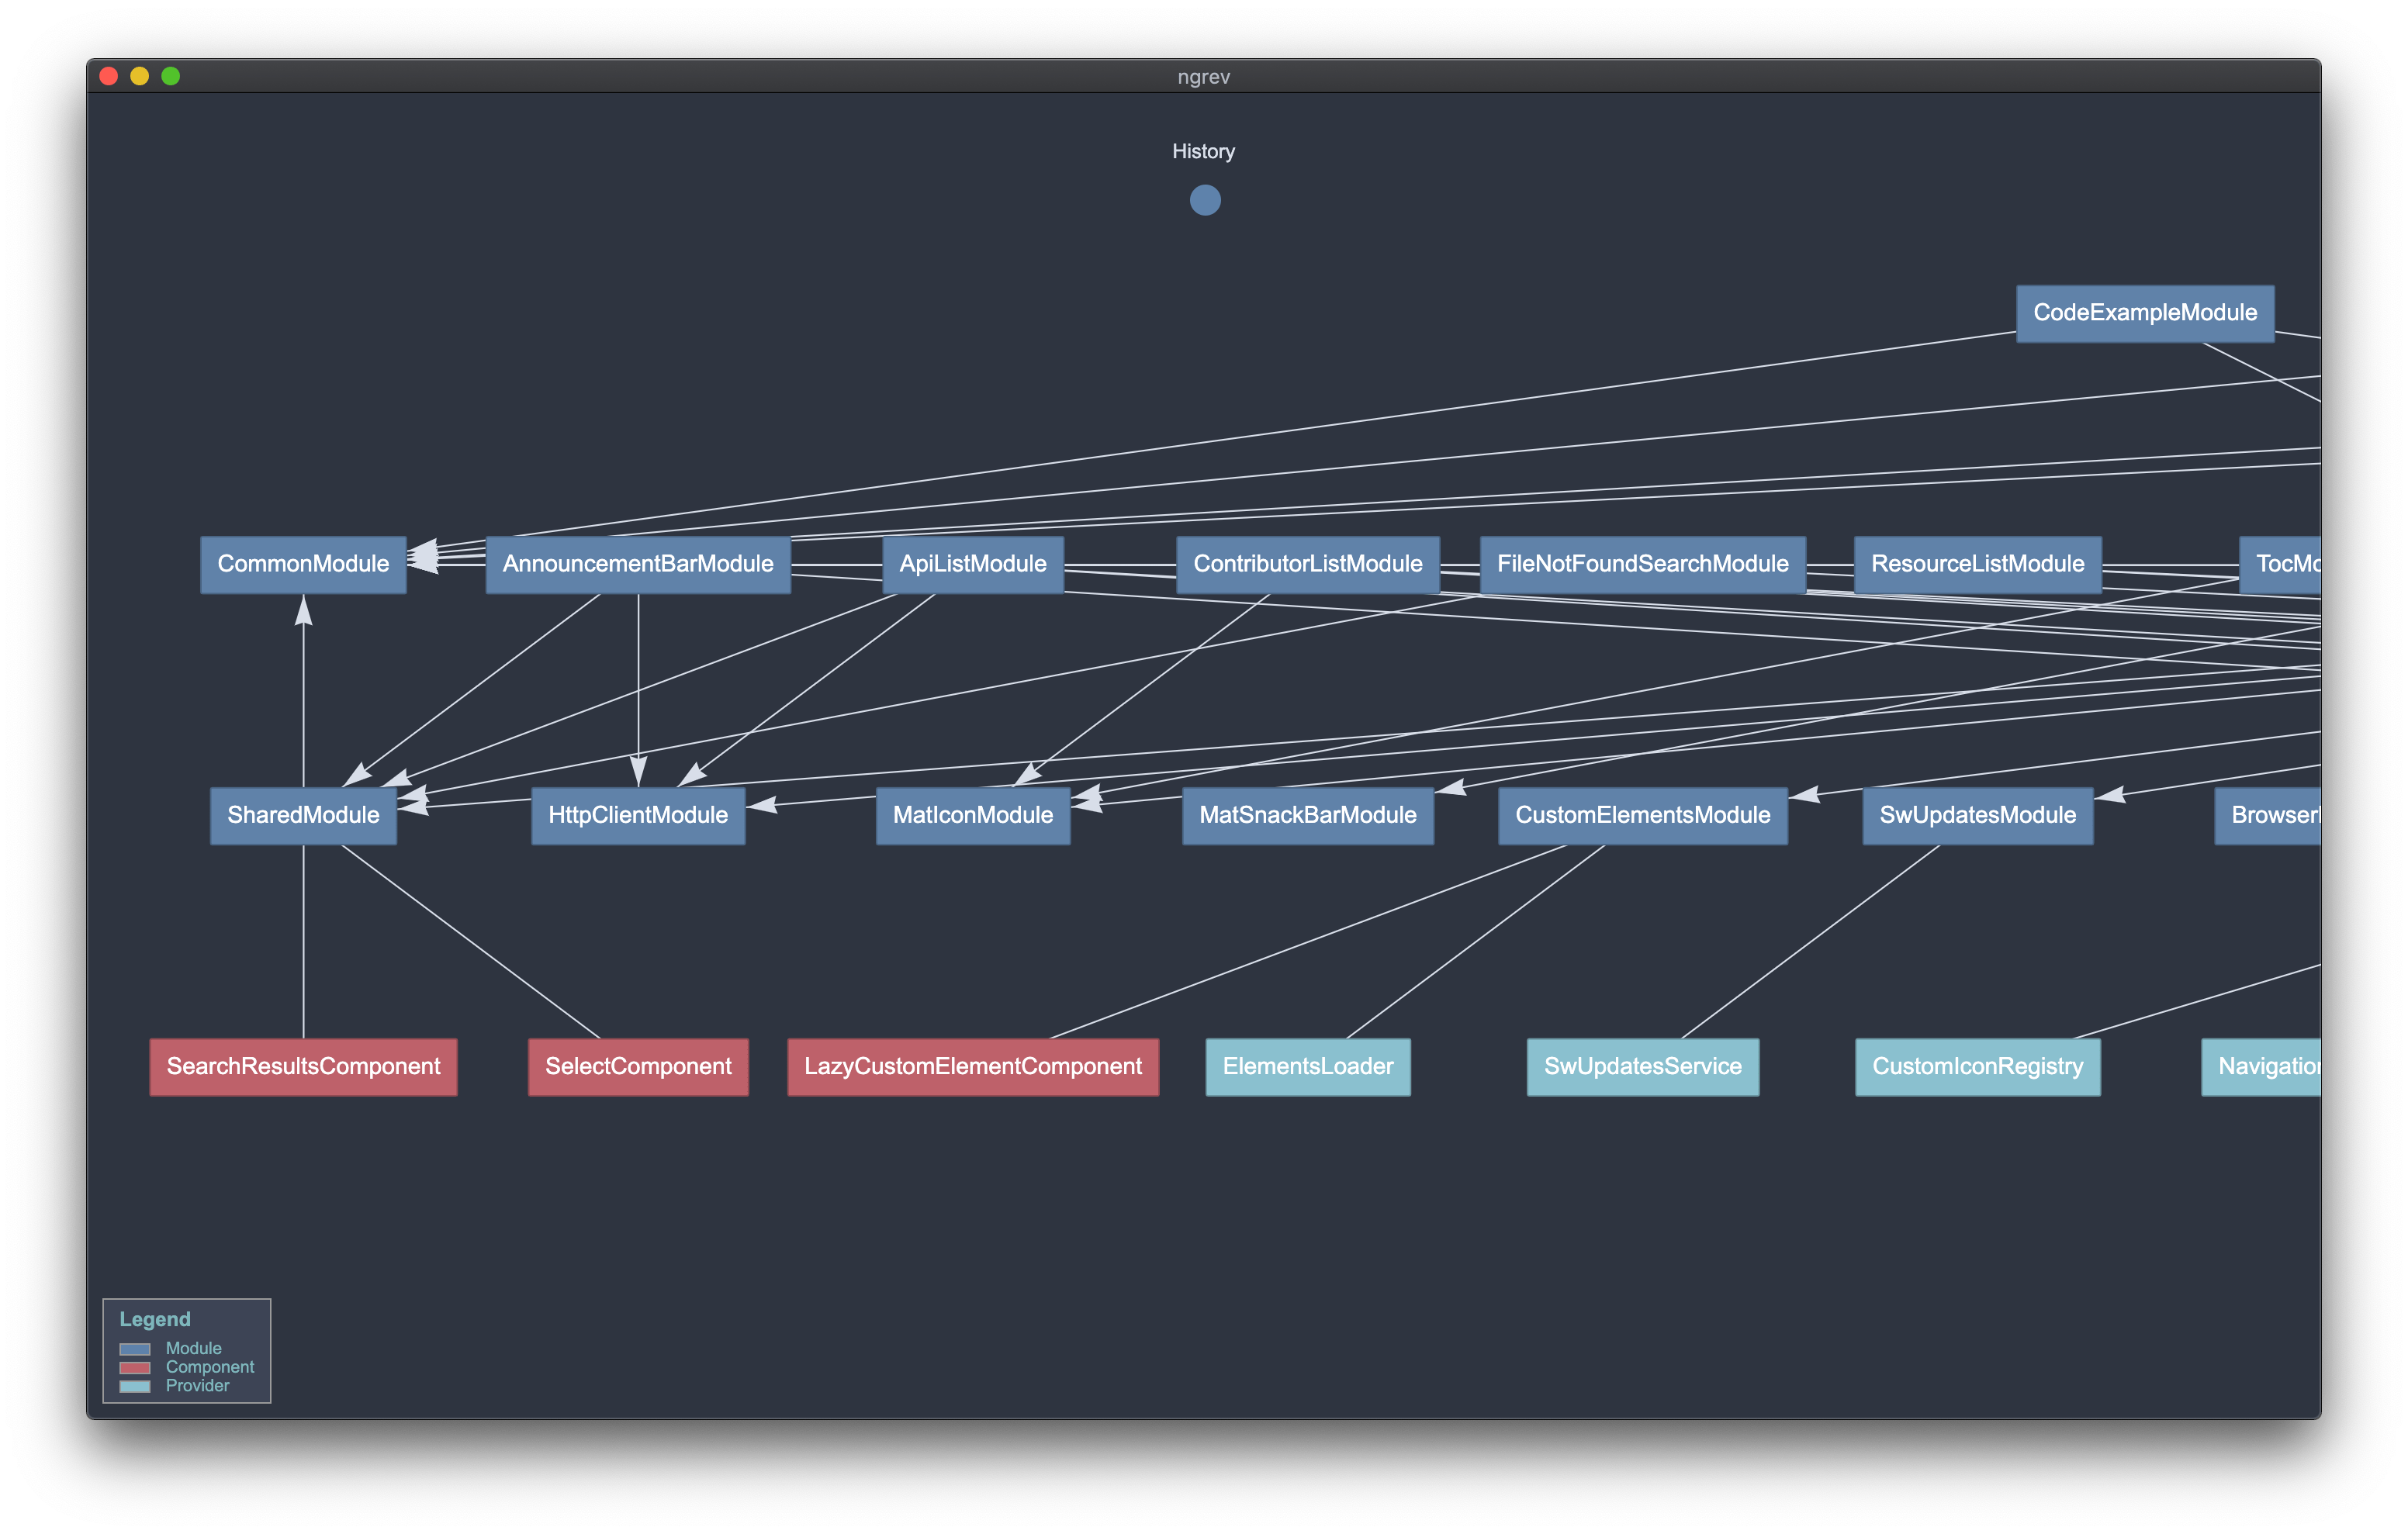 ngrev
History
CodeExampleModule
CommonModule
AnnouncementBarModule
ApiListModule
ContributorListModule
FileNotFoundSearchModule
ResourceListModule
TocMo
SharedModule
HttpClientModule
MatIconModule
MatSnackBarModule
CustomElementsModule
SwUpdatesModule
Browser
SearchResultsComponent
SelectComponent
LazyCustomElementComponent
ElementsLoader
SwUpdatesService
CustomIconRegistry
Navigation
Legend
Module
Component
Provider